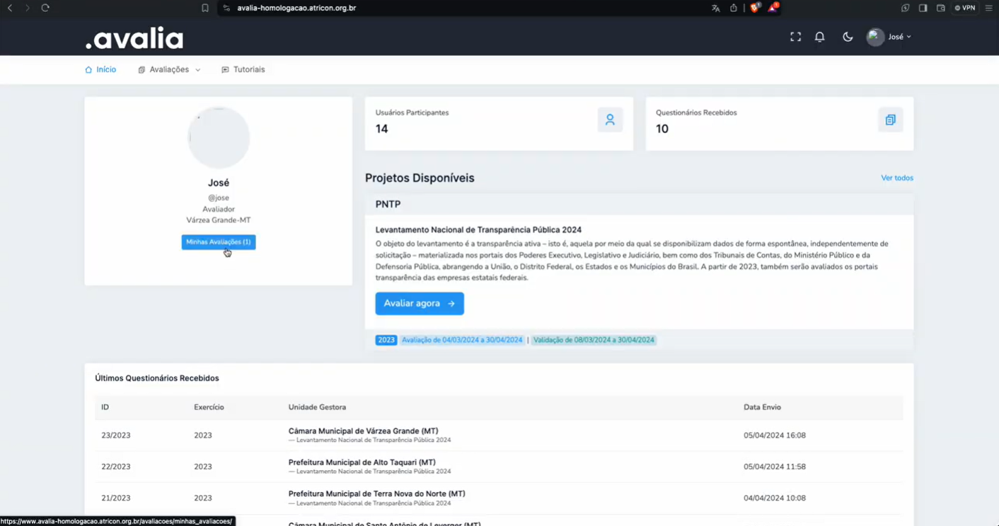 avalia-homologacao.atricon.org.br
VPN
.avalia
José
Início
Avaliações
Tutoriais
José
@jose
Avaliador
Várzea Grande-MT
Minhas Avaliações (1)
Usuários Participantes
14
Questionários Recebidos
10
Projetos Disponíveis
Ver todos
PNTP
Levantamento Nacional de Transparência Pública 2024
O objeto do levantamento é a transparência ativa – isto é, aquela por meio da qual se disponibilizam dados de forma espontânea, independentemente de
solicitação – materializada nos portais dos Poderes Executivo, Legislativo e Judiciário, bem como dos Tribunais de Contas, do Ministério Público e da
Defensoria Pública, abrangendo a União, o Distrito Federal, os Estados e os Municípios do Brasil. A partir de 2023, também serão avaliados os portais
transparência das empresas estatais federais.
Avaliar agora →
2023 Avaliação de 04/03/2024 a 30/04/2024 | Validação de 08/03/2024 a 30/04/2024
Últimos Questionários Recebidos
ID Exercício Unidade Gestora Data Envio
23/2023 2023 Câmara Municipal de Várzea Grande (MT) 05/04/2024 16:08
— Levantamento Nacional de Transparência Pública 2024
22/2023 2023 Prefeitura Municipal de Alto Taquari (MT) 05/04/2024 11:58
— Levantamento Nacional de Transparência Pública 2024
21/2023 2023 Prefeitura Municipal de Terra Nova do Norte (MT) 04/04/2024 10:08
— Levantamento Nacional de Transparência Pública 2024
Câmara Municipal de Santo Antônio de Leverger (MT)
https://www.avalia-homologacao.atricon.org.br/avaliacoes/minhas_avaliacoes/